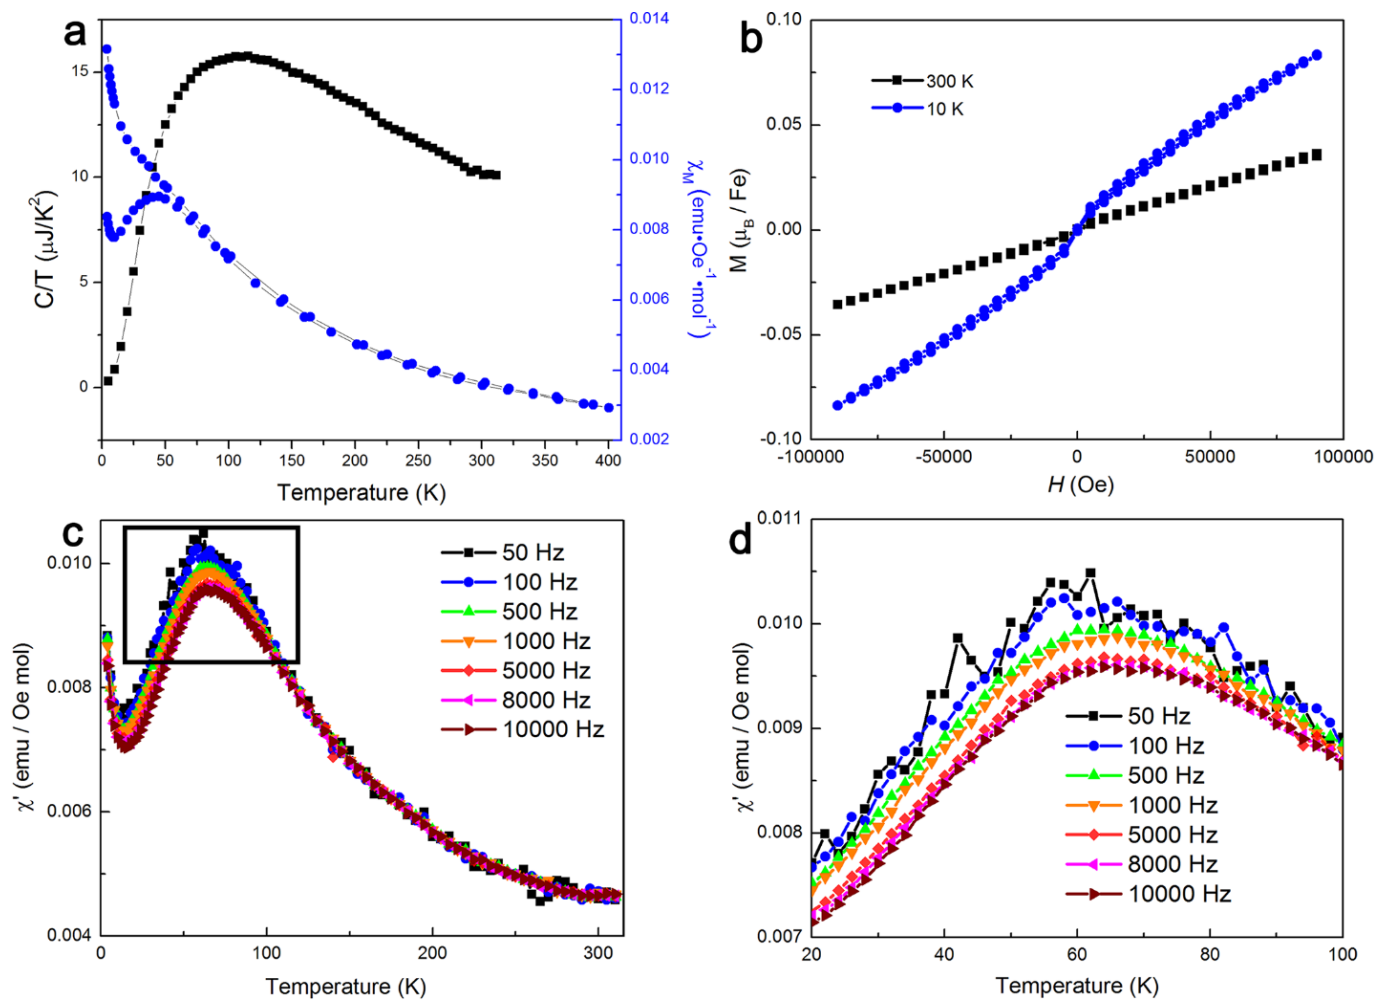 a
C/T (μJ/K²)
15
10
5
0
0.014
0.012
0.010
0.008
0.006
0.004
0.002
χM (emu•Oe⁻¹•mol⁻¹)
0 50 100 150 200 250 300 350 400
Temperature (K)
b
300 K
10 K
M (μB / Fe)
0.10
0.05
0.00
-0.05
-0.10
-100000 -50000 0 50000 100000
H (Oe)
c
50 Hz
100 Hz
500 Hz
1000 Hz
5000 Hz
8000 Hz
10000 Hz
χ' (emu / Oe mol)
0.010
0.008
0.006
0.004
0 100 200 300
Temperature (K)
d
50 Hz
100 Hz
500 Hz
1000 Hz
5000 Hz
8000 Hz
10000 Hz
χ' (emu / Oe mol)
0.011
0.010
0.009
0.008
0.007
20 40 60 80 100
Temperature (K)